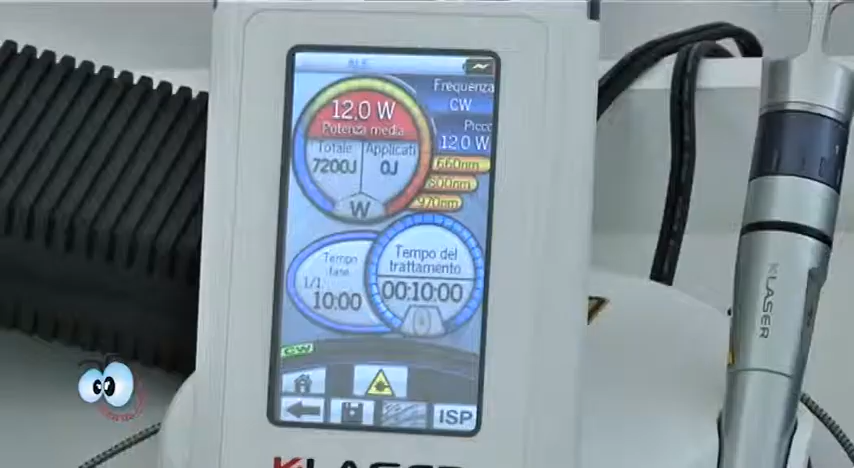 Frequenza
CW
12.0 W
Potenza media
Picco
12.0 W
Totale
7200J
Applicati
0J
660nm
800nm
970nm
W
Tempo fase
1/1
10:00
Tempo del
trattamento
00:10:00
CW
ISP
K-LASER
KLASER